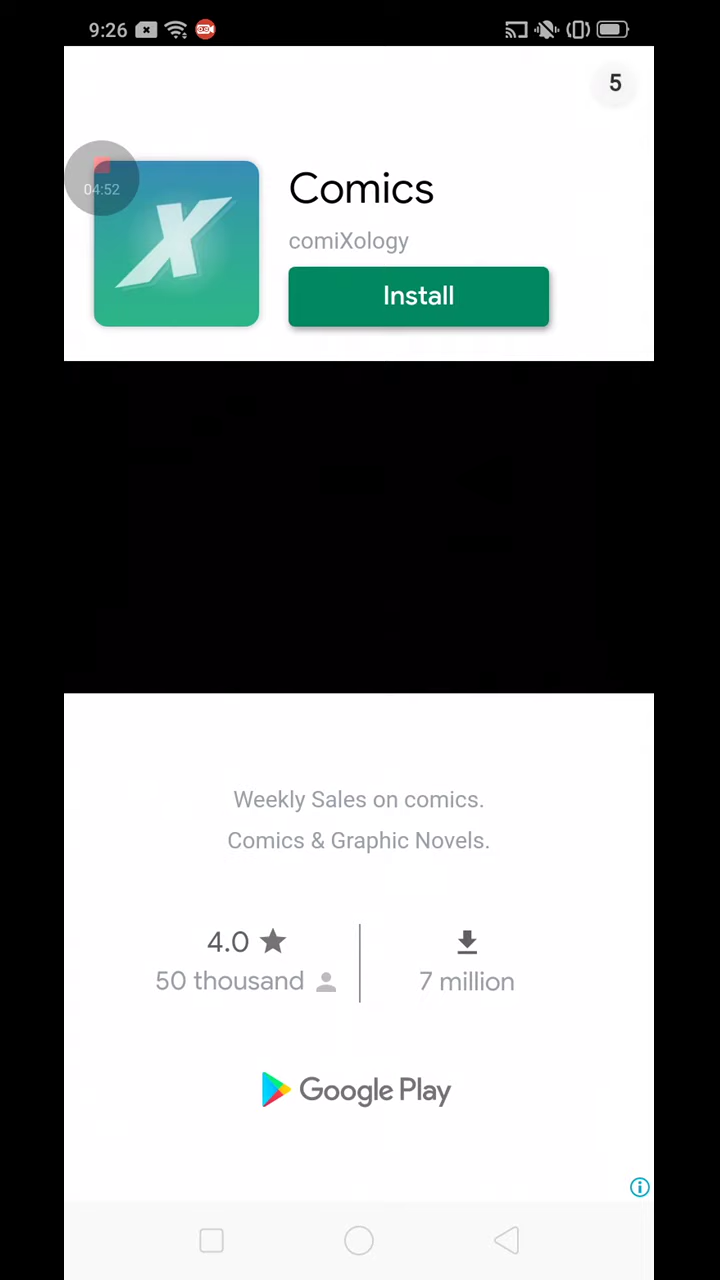 9:26
5
04:52
Comics
comiXology
Install
Weekly Sales on comics.
Comics & Graphic Novels.
4.0
50 thousand
7 million
Google Play